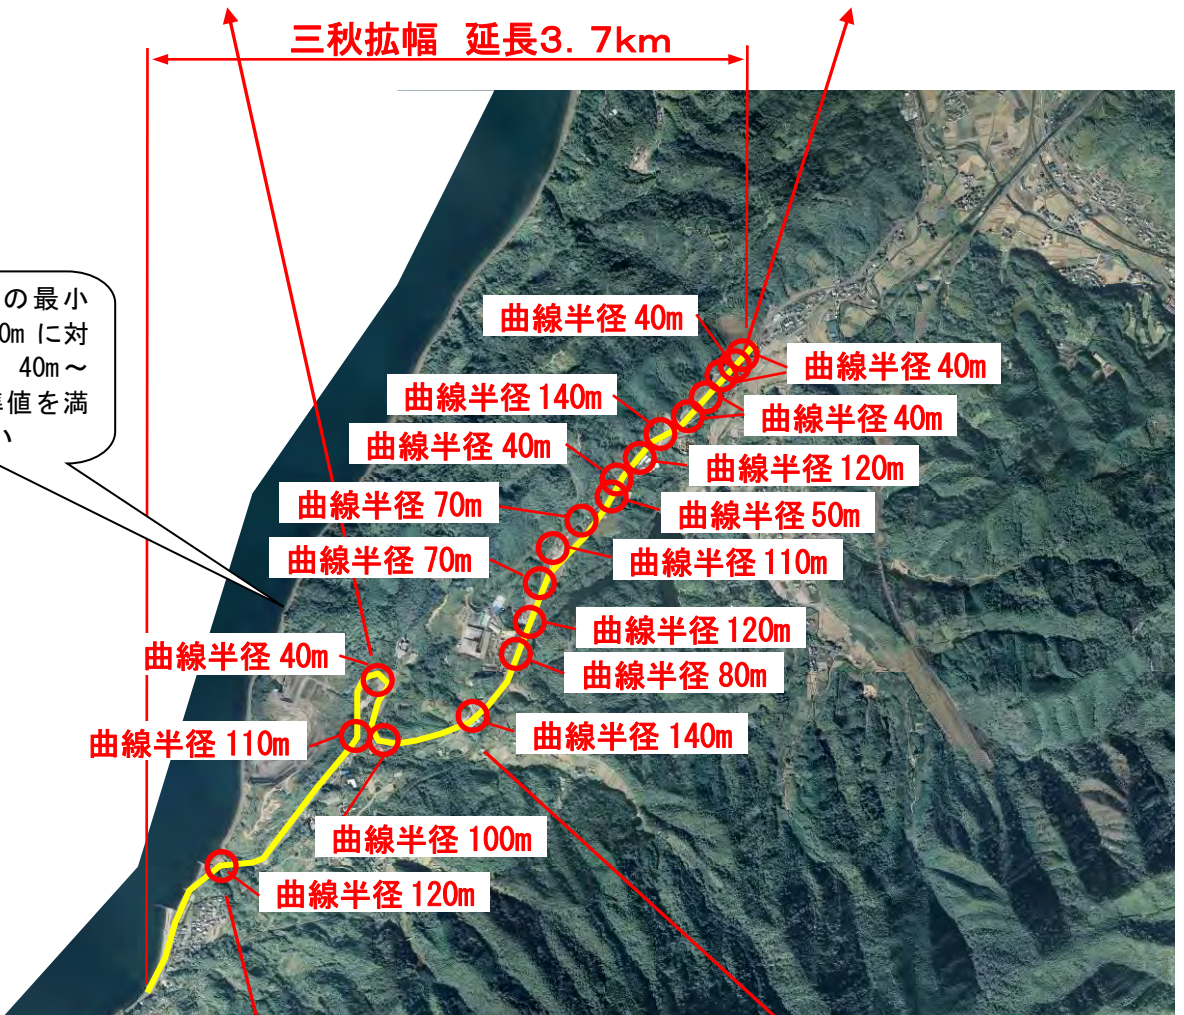 三秋拡幅 延長3．7km
の最小
0m に対
40m～
準値を満
い
曲線半径 40m
曲線半径 40m
曲線半径 140m
曲線半径 40m
曲線半径 40m
曲線半径 120m
曲線半径 70m
曲線半径 50m
曲線半径 70m
曲線半径 110m
曲線半径 120m
曲線半径 40m
曲線半径 80m
曲線半径 110m
曲線半径 140m
曲線半径 100m
曲線半径 120m